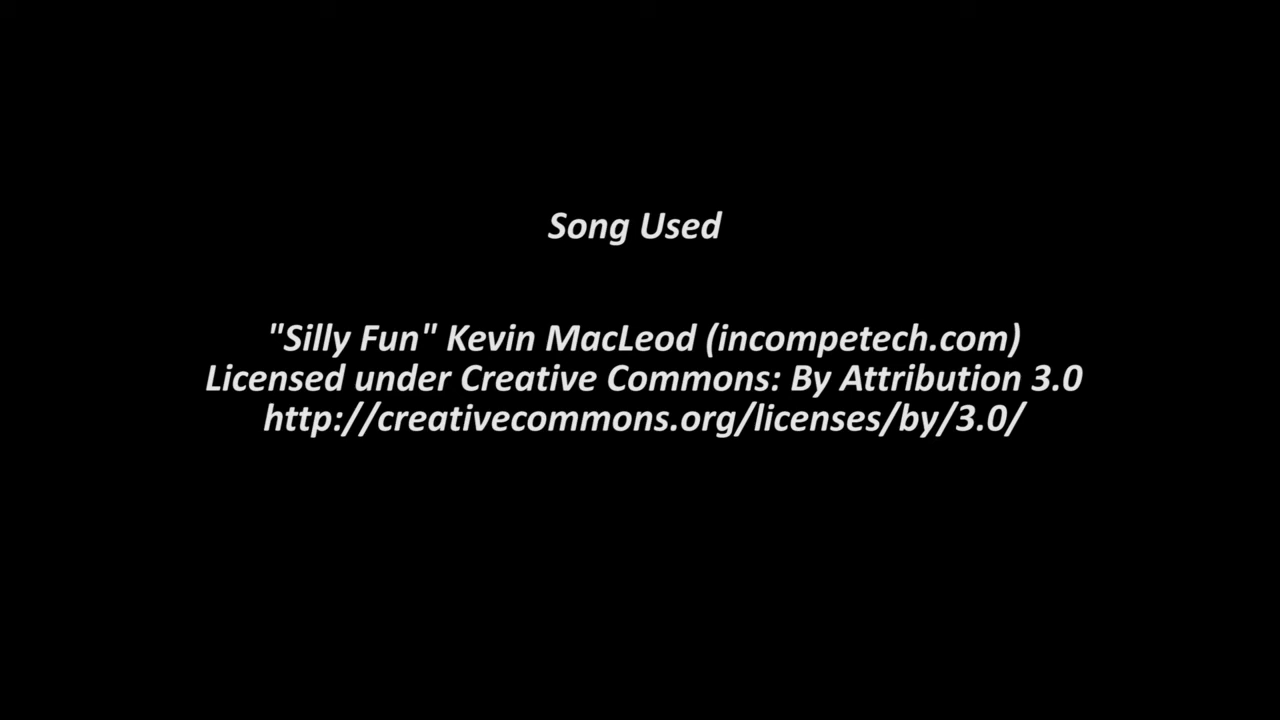 Song Used
"Silly Fun" Kevin MacLeod (incompetech.com)
Licensed under Creative Commons: By Attribution 3.0
http://creativecommons.org/licenses/by/3.0/